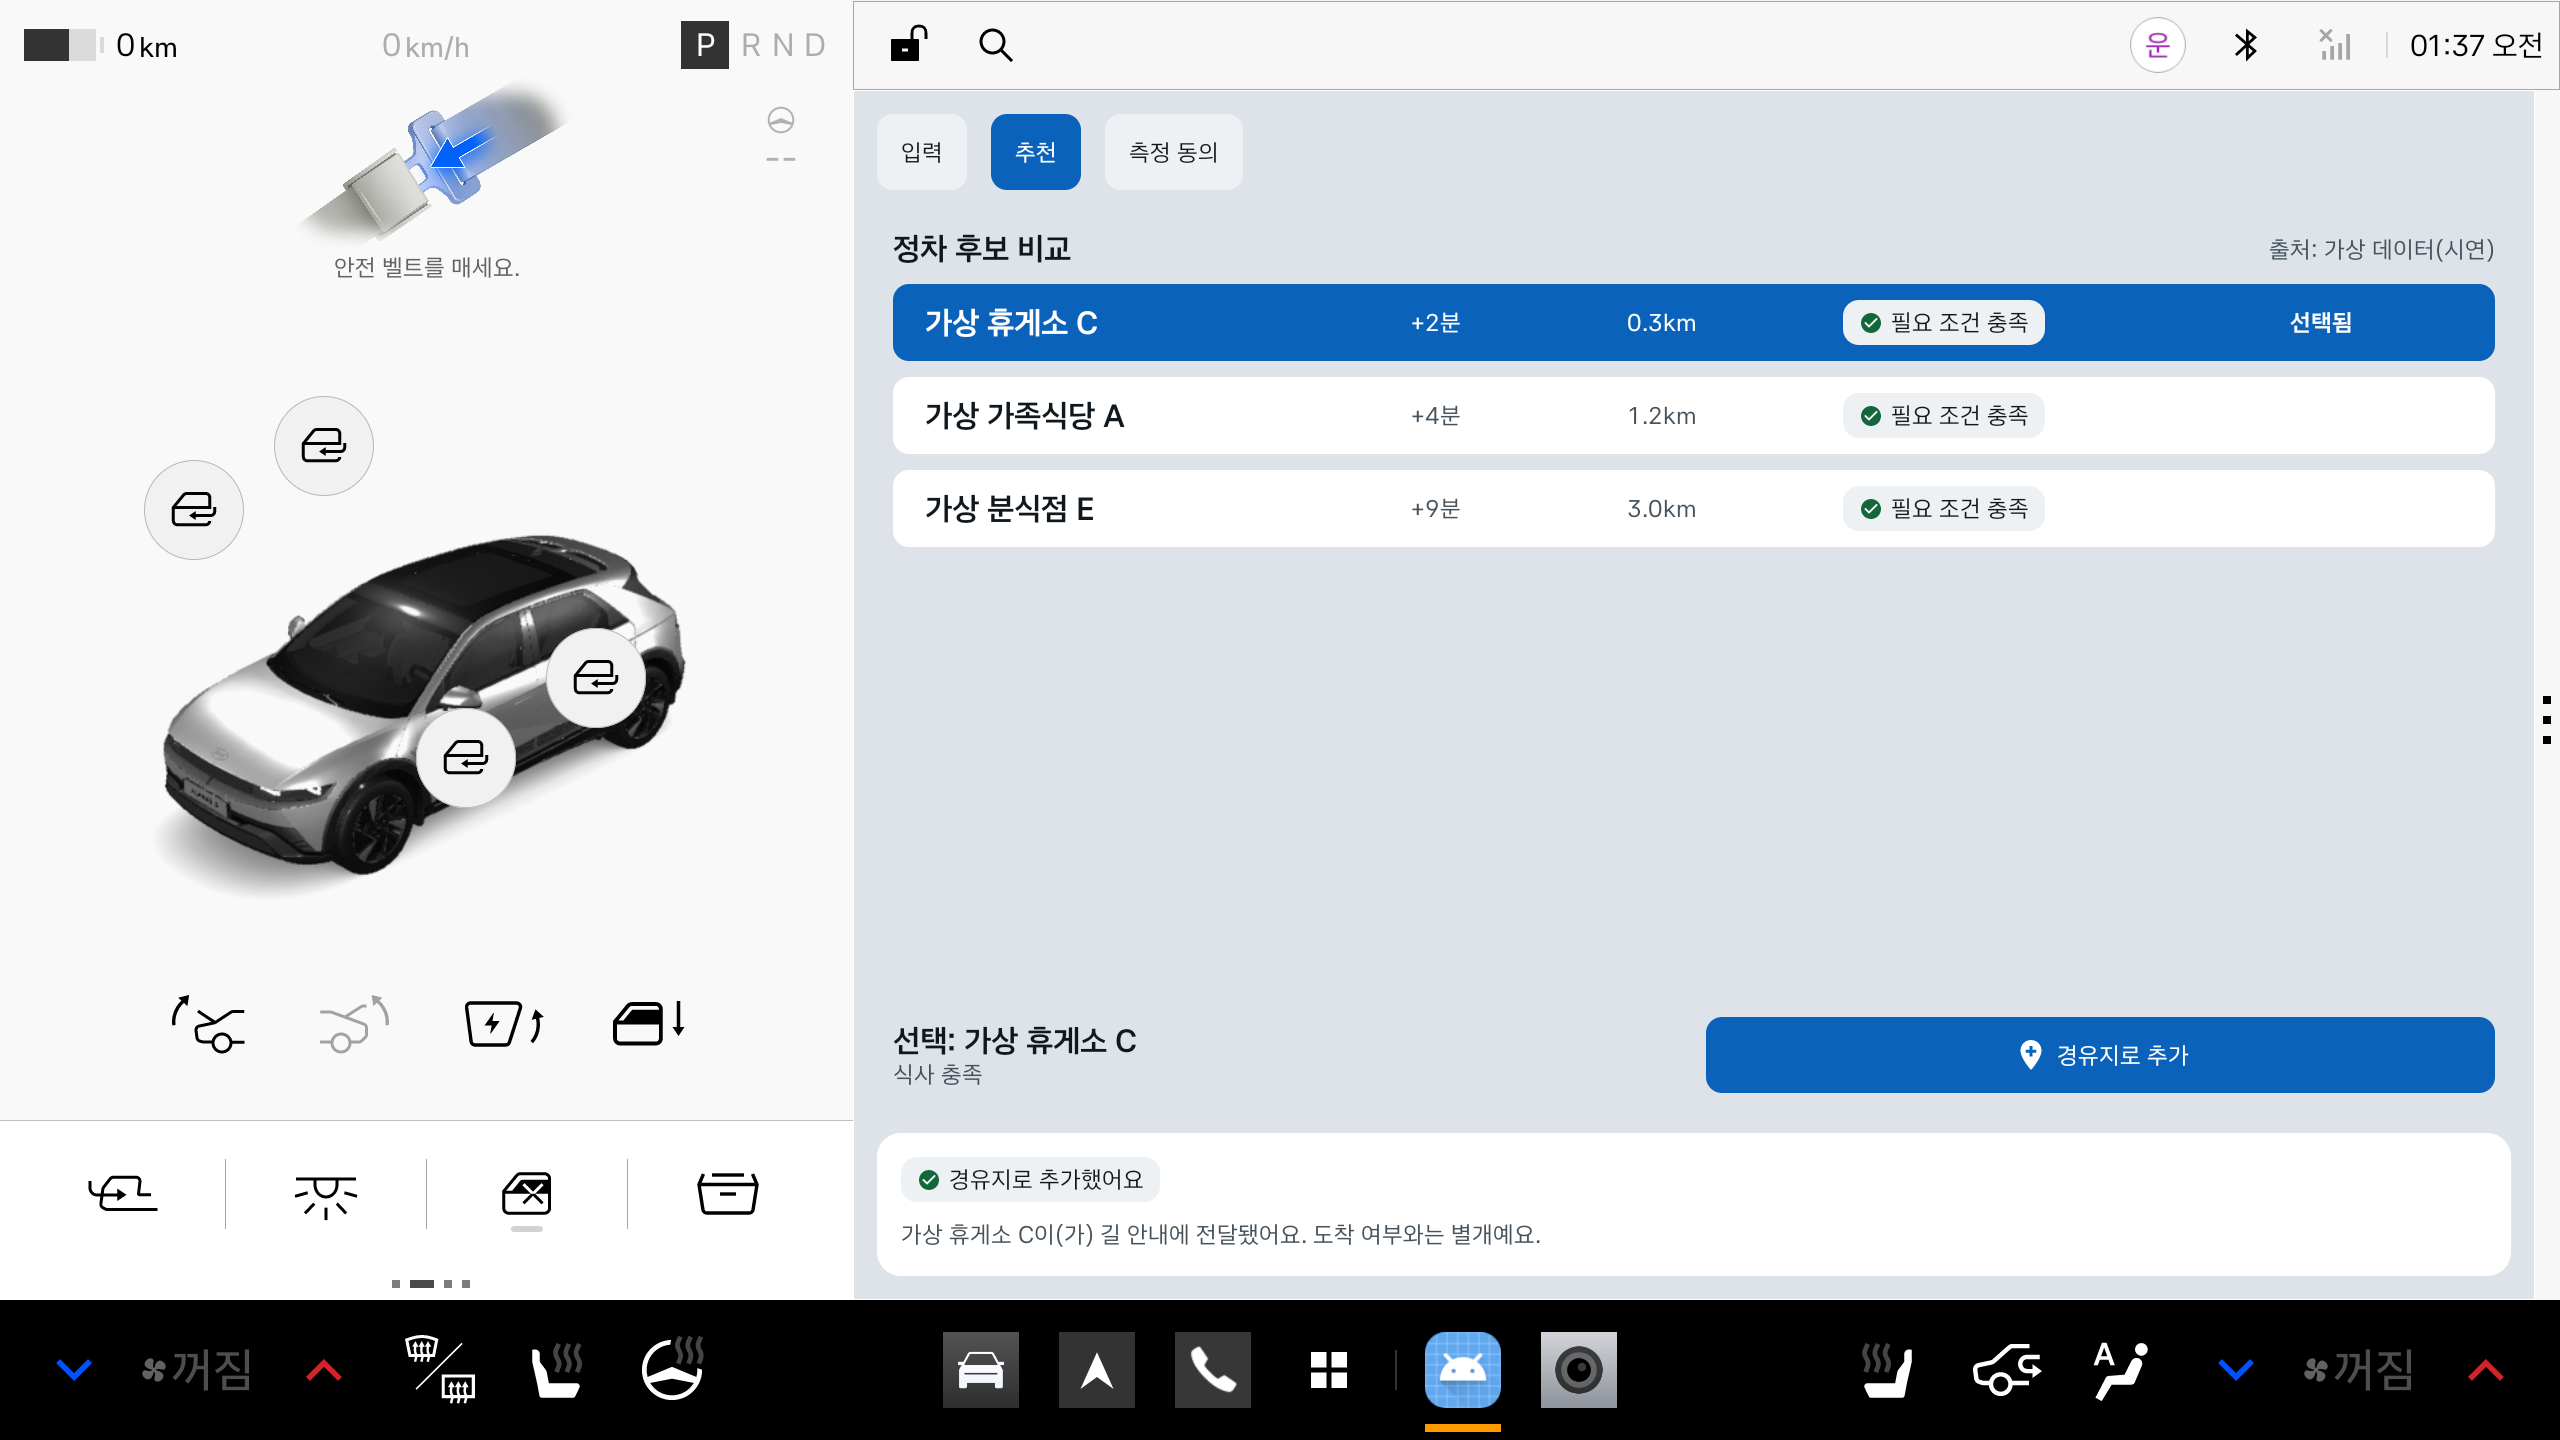 0 km
0 km/h
P R N D
운
01:37 오전
안전 벨트를 매세요.
입력
추천
측정 동의
정차 후보 비교
출처: 가상 데이터(시연)
가상 휴게소 C
+2분
0.3km
필요 조건 충족
선택됨
가상 가족식당 A
+4분
1.2km
필요 조건 충족
가상 분식점 E
+9분
3.0km
필요 조건 충족
선택: 가상 휴게소 C
식사 충족
경유지로 추가
경유지로 추가했어요
가상 휴게소 C이(가) 길 안내에 전달됐어요. 도착 여부와는 별개예요.
꺼짐
A
꺼짐